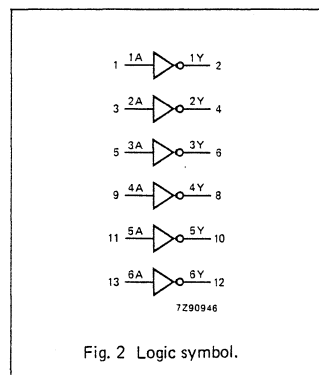 1 1A 1Y 2
3 2A 2Y 4
5 3A 3Y 6
9 4A 4Y 8
11 5A 5Y 10
13 6A 6Y 12
7Z90946
Fig. 2 Logic symbol.